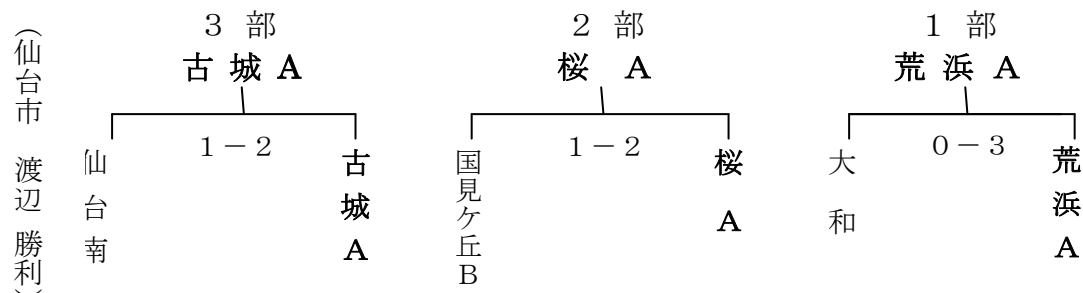 1 部
荒 浜 A
0－3
荒浜A
大和
2 部
桜 A
1－2
桜A
国見ケ丘B
3 部
古 城 A
1－2
古城A
仙台南
（仙台市 渡辺 勝利）